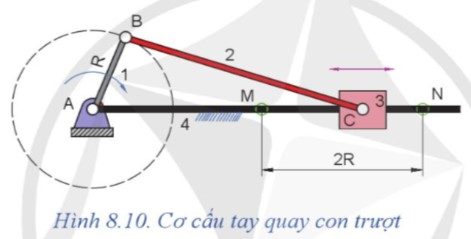 B
R
2
1
A
M
3
N
C
4
2R
Hình 8.10. Cơ cấu tay quay con trượt